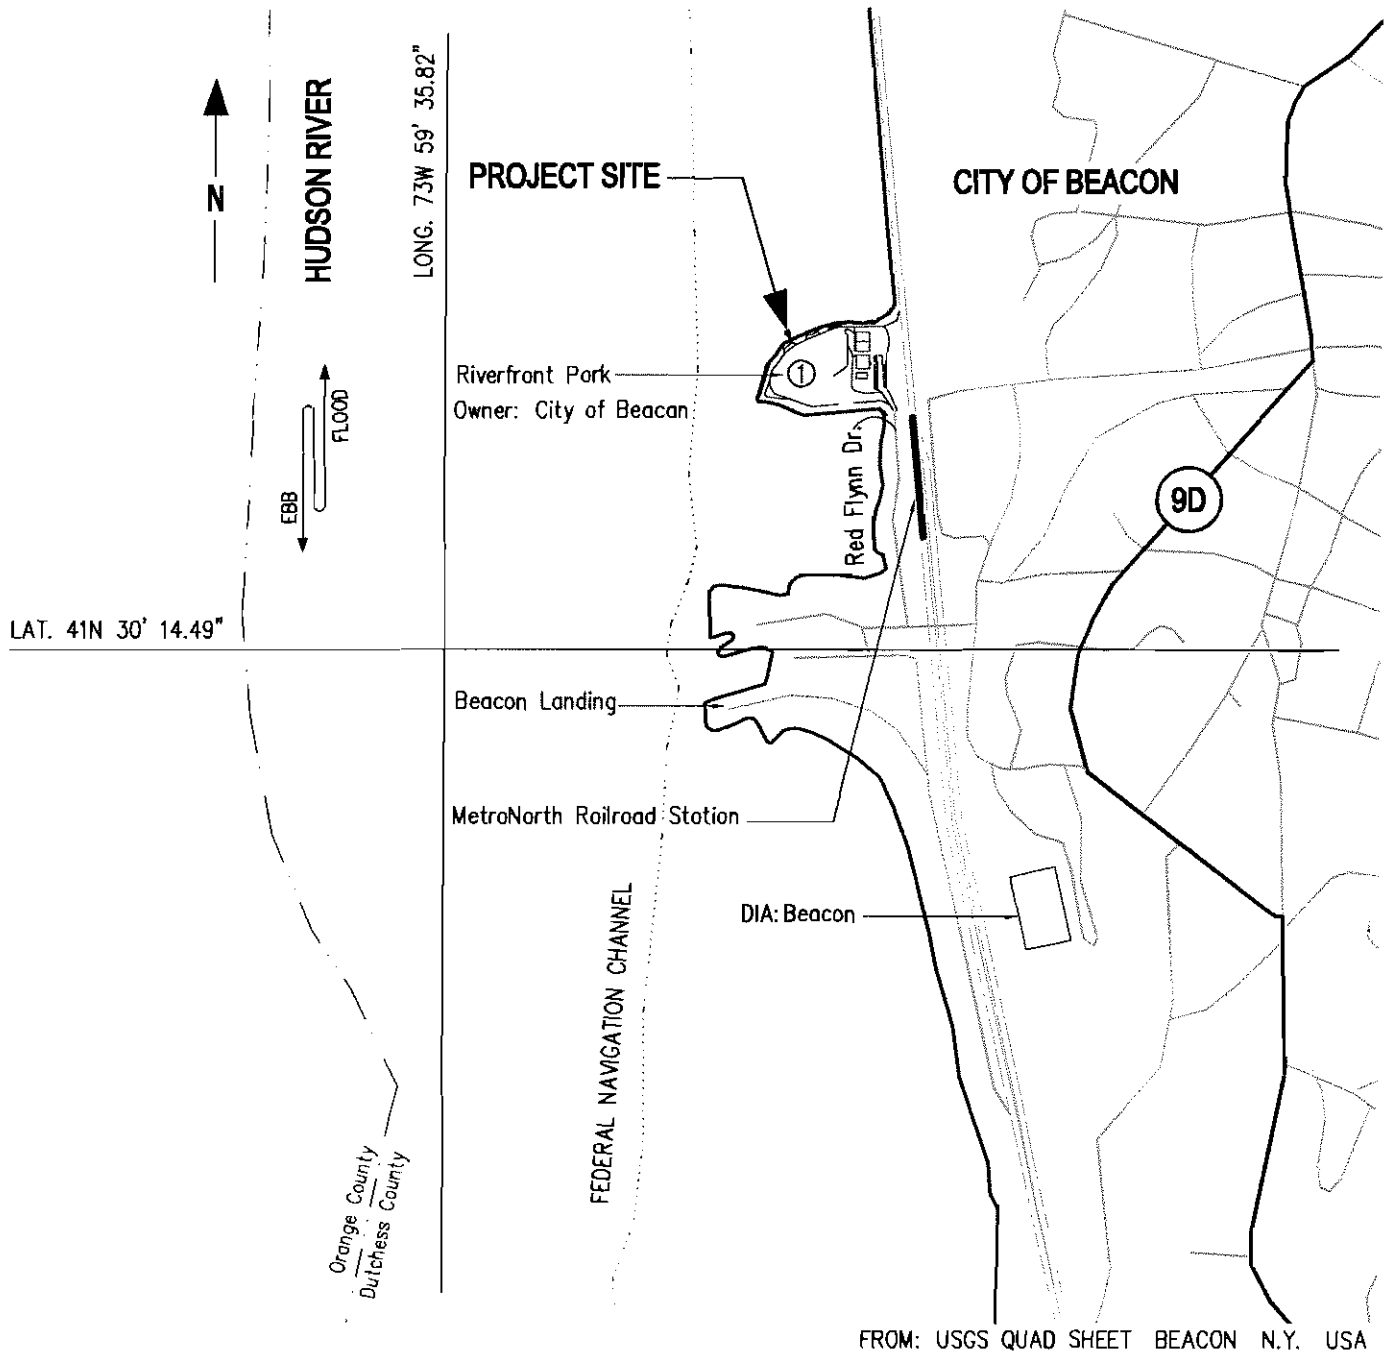 HUDSON RIVER
LONG. 73W 59' 35.82"
N
PROJECT SITE
CITY OF BEACON
Riverfront Park
1
Owner: City of Beacan
FLOOD
EBB
Red Flynn Dr.
9D
LAT. 41N 30' 14.49"
Beacon Landing
MetroNorth Railroad Station
DIA: Beacon
FEDERAL NAVIGATION CHANNEL
Orange County
Dutchess County
FROM: USGS QUAD SHEET BEACON N.Y. USA